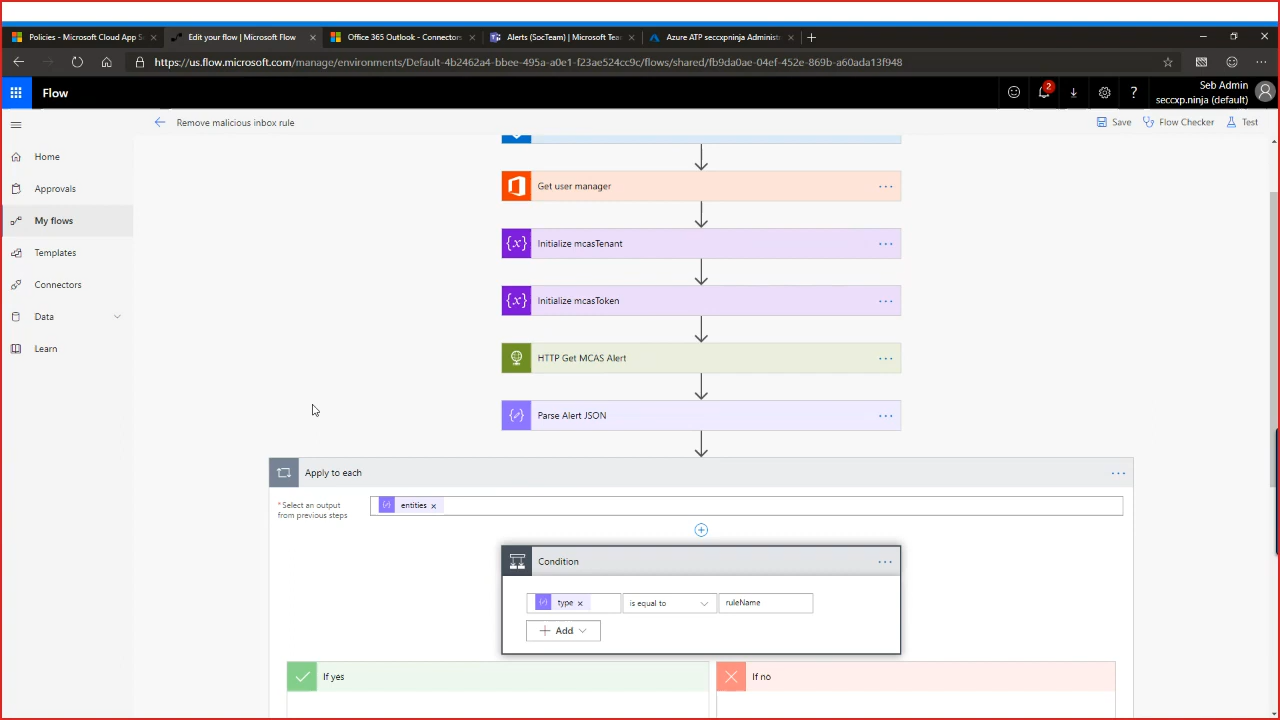 Policies - Microsoft Cloud App S
Edit your flow | Microsoft Flow
Office 365 Outlook - Connectors
Alerts (SocTeam) | Microsoft Tea
Azure ATP seccxpninja Administr
https://us.flow.microsoft.com/manage/environments/Default-4b2462a4-bbee-495a-a0e1-f23ae524cc9c/flows/shared/fb9da0ae-04ef-452e-869b-a60ada13f948
Flow
2
?
Seb Admin
seccxp.ninja (default)
Remove malicious inbox rule
Save
Flow Checker
Test
Home
Approvals
My flows
Templates
Connectors
Data
Learn
Get user manager
Initialize mcasTenant
Initialize mcasToken
HTTP Get MCAS Alert
Parse Alert JSON
Apply to each
*Select an output
from previous steps
entities
Condition
type
is equal to
ruleName
Add
If yes
If no